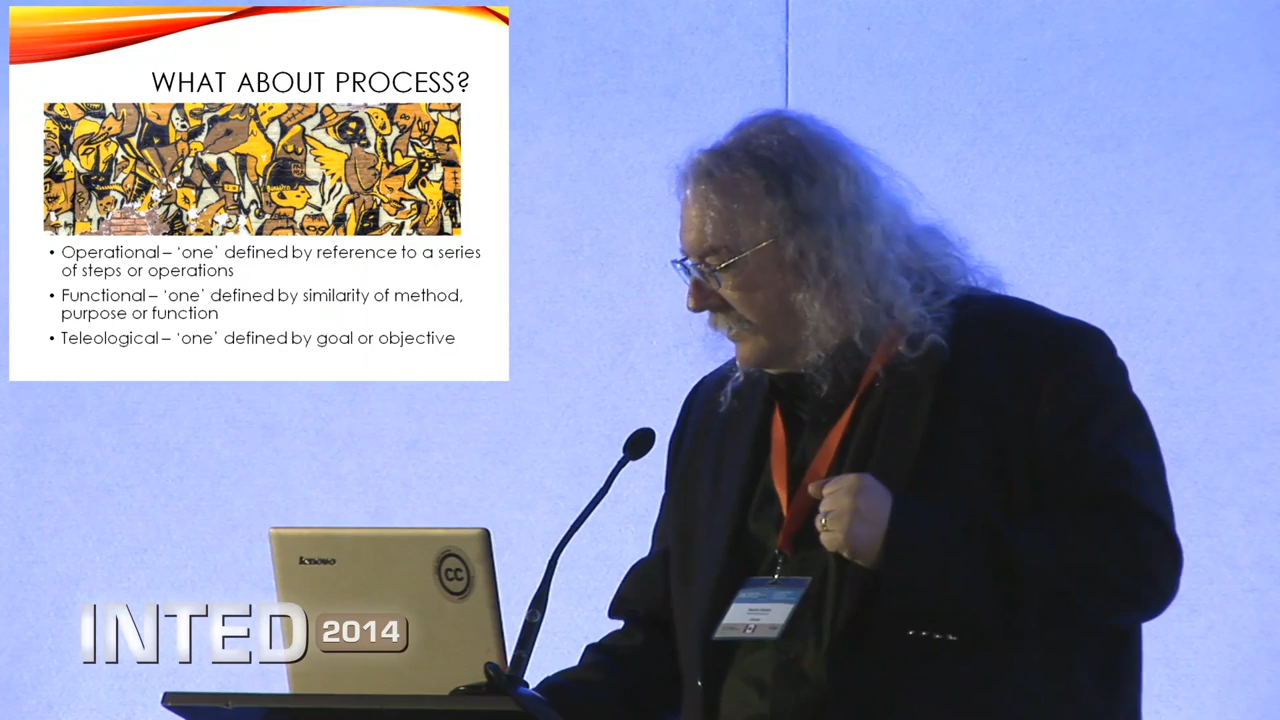 WHAT ABOUT PROCESS?
• Operational – ‘one’ defined by reference to a series
of steps or operations
• Functional – ‘one’ defined by similarity of method,
purpose or function
• Teleological – ‘one’ defined by goal or objective
lenovo
CC
INTED 2014